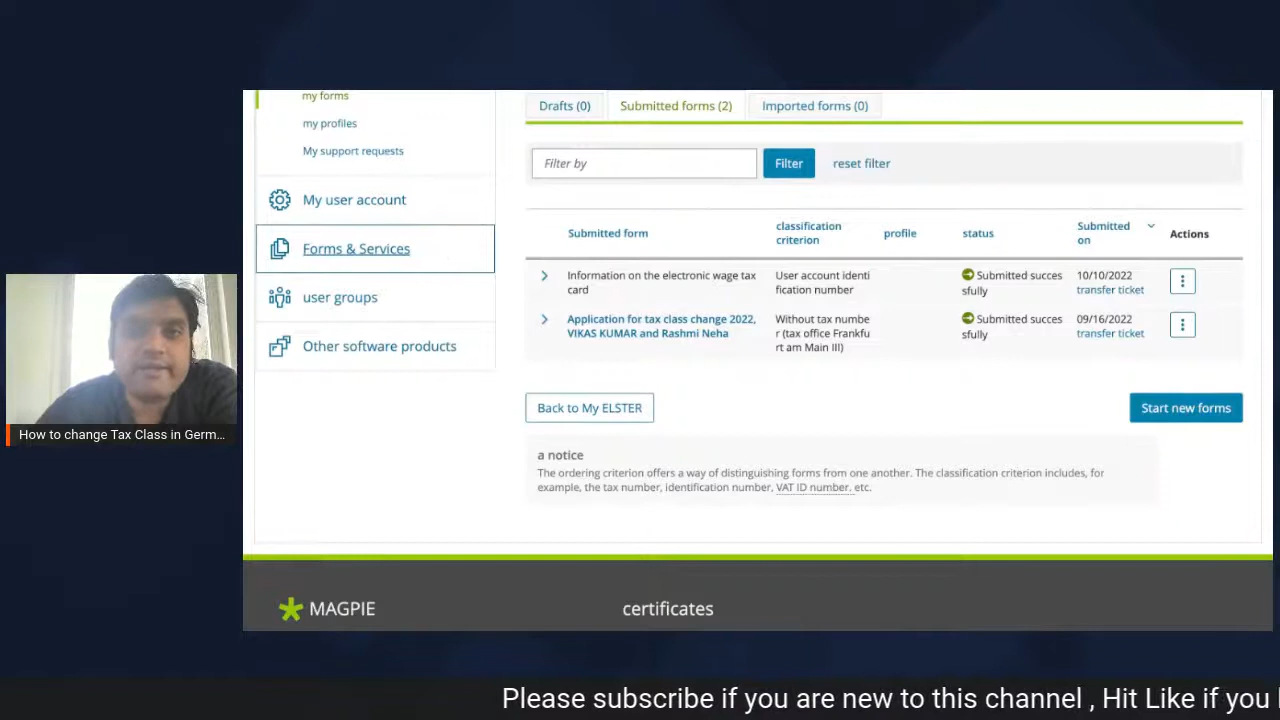 my forms
my profiles
My support requests
My user account
Forms & Services
user groups
Other software products
Drafts (0)
Submitted forms (2)
Imported forms (0)
Filter by
Filter
reset filter
Submitted form
classification
criterion
profile
status
Submitted
on
Actions
Information on the electronic wage tax
card
User account identi
fication number
Submitted succes
sfully
10/10/2022
transfer ticket
Application for tax class change 2022,
VIKAS KUMAR and Rashmi Neha
Without tax numbe
r (tax office Frankfu
rt am Main III)
Submitted succes
sfully
09/16/2022
transfer ticket
Back to My ELSTER
Start new forms
a notice
The ordering criterion offers a way of distinguishing forms from one another. The classification criterion includes, for
example, the tax number, identification number, VAT ID number. etc.
MAGPIE
certificates
How to change Tax Class in Germ...
Please subscribe if you are new to this channel , Hit Like if you